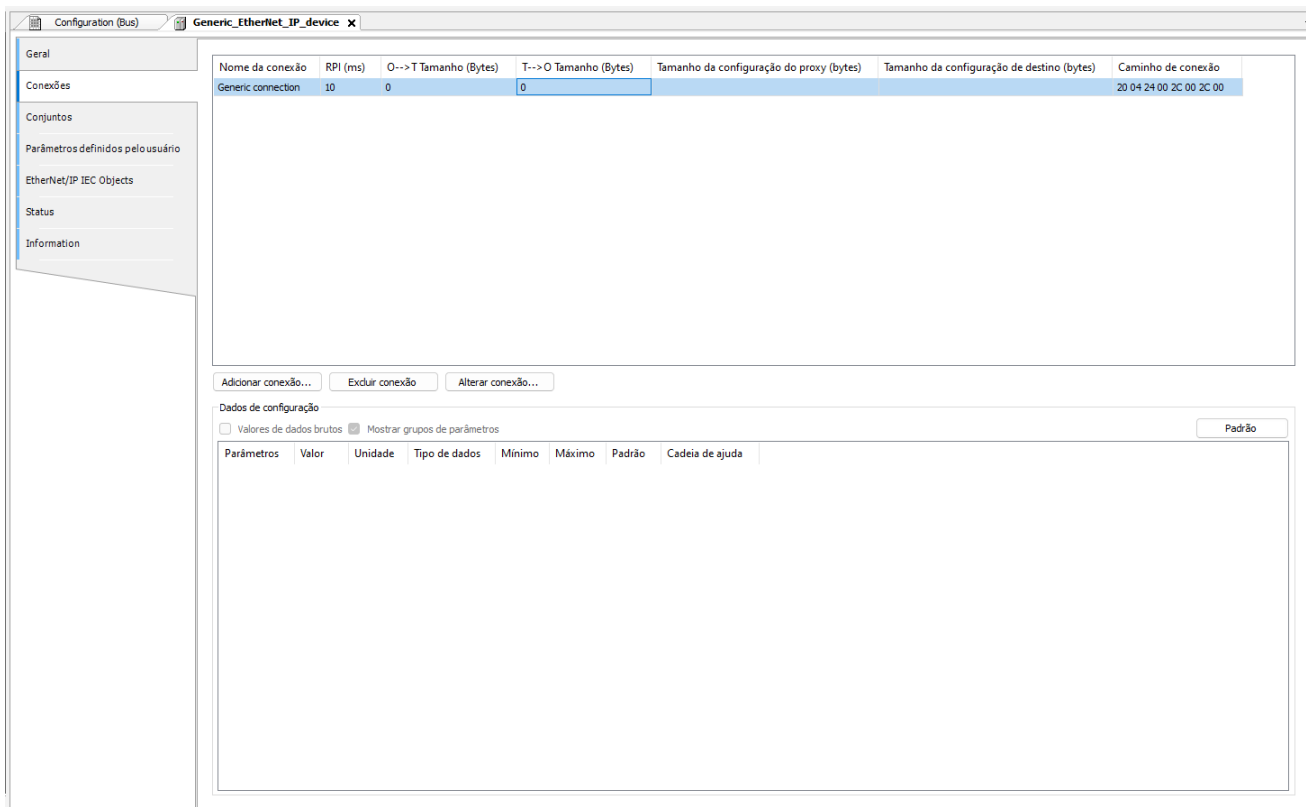 Configuration (Bus) Generic_EtherNet_IP_device x
Geral
Conexões
Conjuntos
Parâmetros definidos pelo usuário
EtherNet/IP IEC Objects
Status
Information
Nome da conexão RPI (ms) O-->T Tamanho (Bytes) T-->O Tamanho (Bytes) Tamanho da configuração do proxy (bytes) Tamanho da configuração de destino (bytes) Caminho de conexão
Generic connection 10 0 0 20 04 24 00 2C 00 2C 00
Adicionar conexão... Excluir conexão Alterar conexão...
Dados de configuração
Valores de dados brutos Mostrar grupos de parâmetros Padrão
Parámetros Valor Unidade Tipo de dados Mínimo Máximo Padrão Cadeia de ajuda